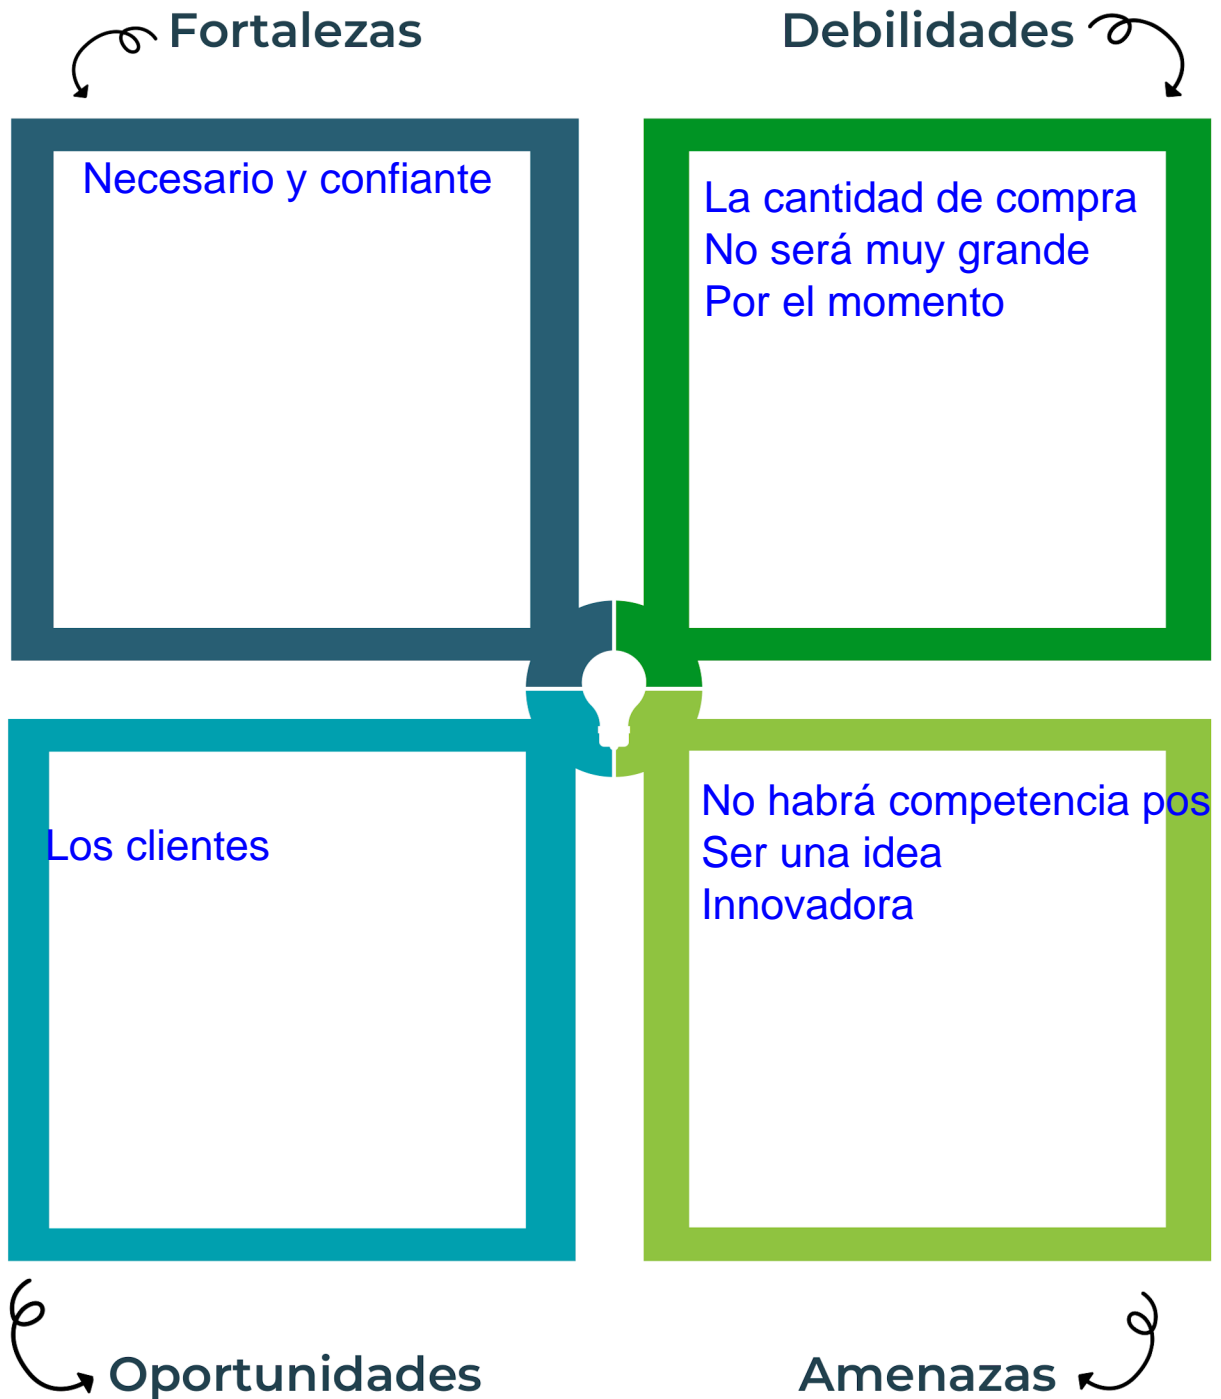 Fortalezas
Debilidades
Necesario y confiante
La cantidad de compra
No será muy grande
Por el momento
Los clientes
No habrá competencia pos
Ser una idea
Innovadora
Oportunidades
Amenazas